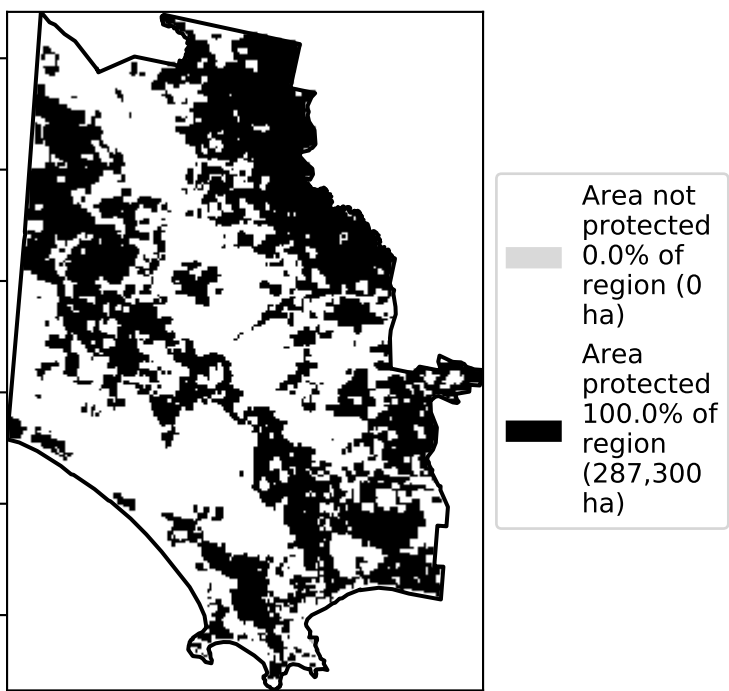 Area not
protected
0.0% of
region (0
ha)
Area
protected
100.0% of
region
(287,300
ha)